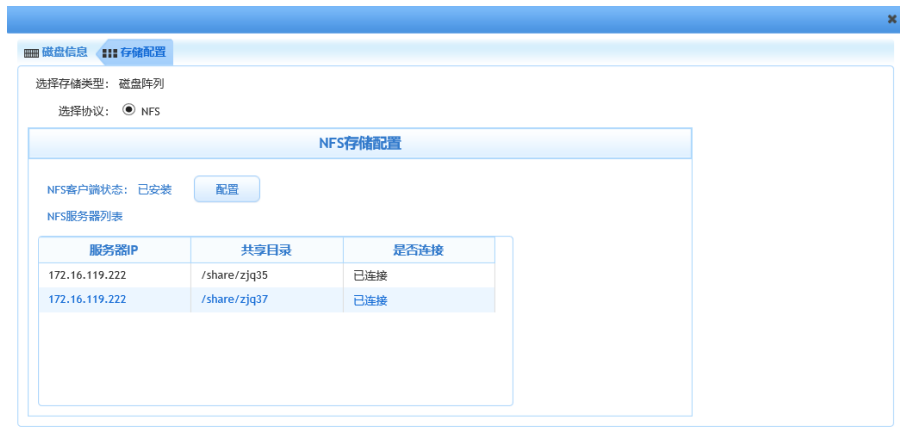 磁盘信息 存储配置
选择存储类型： 磁盘阵列
选择协议： NFS
NFS存储配置
NFS客户端状态： 已安装 配置
NFS服务器列表
服务器IP 共享目录 是否连接
172.16.119.222 /share/zjq35 已连接
172.16.119.222 /share/zjq37 已连接